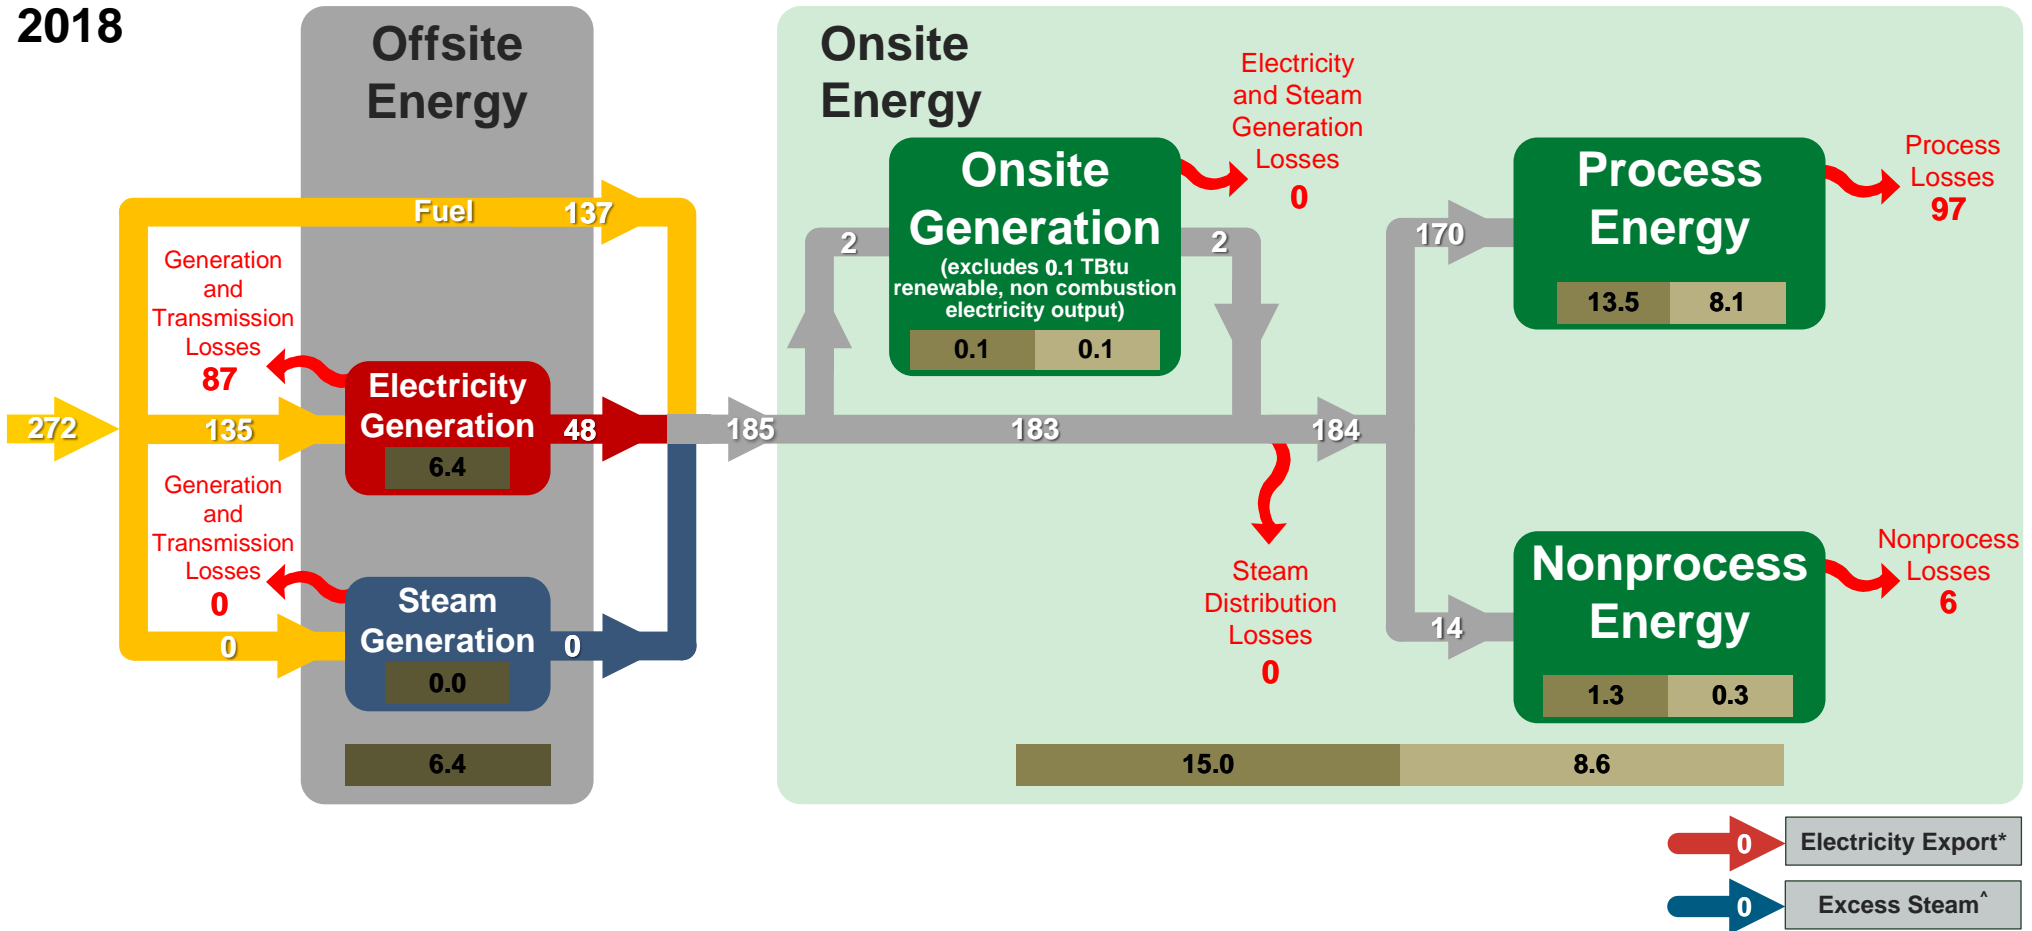 2018
Offsite
Energy
Onsite
Energy
Fuel
137
Generation
and
Transmission
Losses
87
272
135
Electricity
Generation
6.4
48
Generation
and
Transmission
Losses
0
0
Steam
Generation
0.0
0
6.4
185
2
Onsite
Generation
(excludes 0.1 TBtu
renewable, non combustion
electricity output)
0.1 0.1
2
Electricity
and Steam
Generation
Losses
0
183
184
Steam
Distribution
Losses
0
170
Process
Energy
13.5 8.1
Process
Losses
97
14
Nonprocess
Energy
1.3 0.3
Nonprocess
Losses
6
15.0 8.6
0 Electricity Export*
0 Excess Steam^